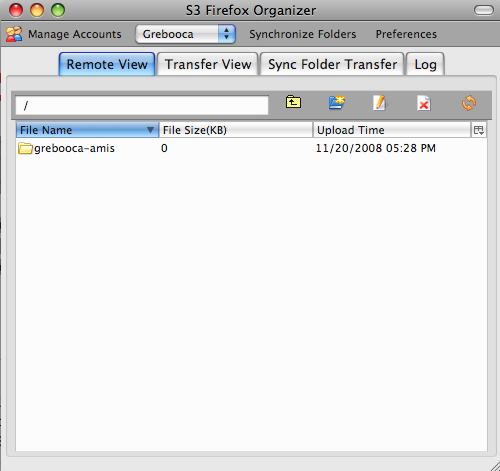 S3 Firefox Organizer
Manage Accounts Grebooca Synchronize Folders Preferences
Remote View Transfer View Sync Folder Transfer Log
/
File Name File Size(KB) Upload Time
grebooca-amis 0 11/20/2008 05:28 PM